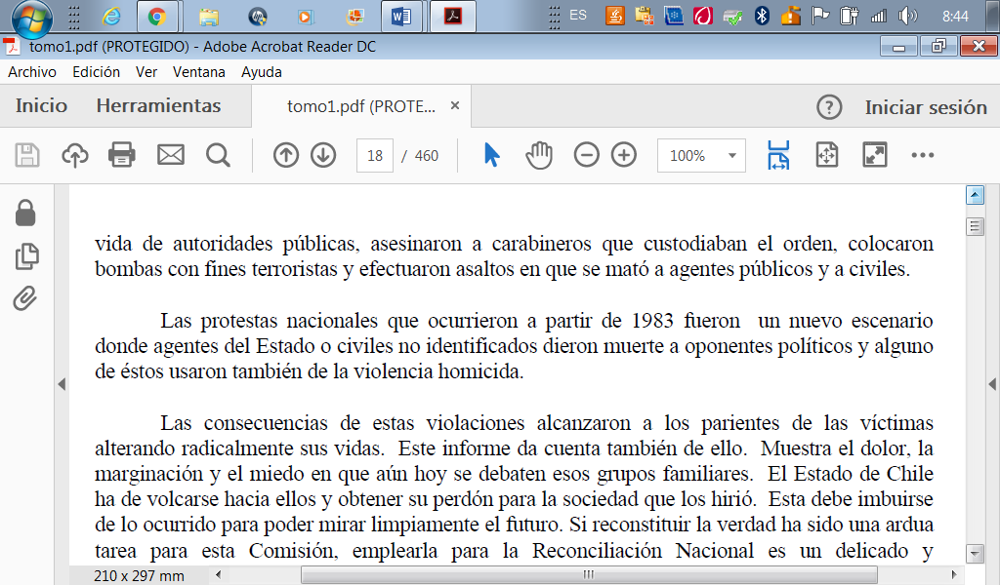 ES 8:44
tomo1.pdf (PROTEGIDO) - Adobe Acrobat Reader DC
Archivo Edición Ver Ventana Ayuda
Inicio Herramientas tomo1.pdf (PROTE... × ? Iniciar sesión
18 / 460 100%
vida de autoridades públicas, asesinaron a carabineros que custodiaban el orden, colocaron
bombas con fines terroristas y efectuaron asaltos en que se mató a agentes públicos y a civiles.
Las protestas nacionales que ocurrieron a partir de 1983 fueron un nuevo escenario
donde agentes del Estado o civiles no identificados dieron muerte a oponentes políticos y alguno
de éstos usaron también de la violencia homicida.
Las consecuencias de estas violaciones alcanzaron a los parientes de las víctimas
alterando radicalmente sus vidas. Este informe da cuenta también de ello. Muestra el dolor, la
marginación y el miedo en que aún hoy se debaten esos grupos familiares. El Estado de Chile
ha de volcarse hacia ellos y obtener su perdón para la sociedad que los hirió. Esta debe imbuirse
de lo ocurrido para poder mirar limpiamente el futuro. Si reconstituir la verdad ha sido una ardua
tarea para esta Comisión, emplearla para la Reconciliación Nacional es un delicado y
210 x 297 mm